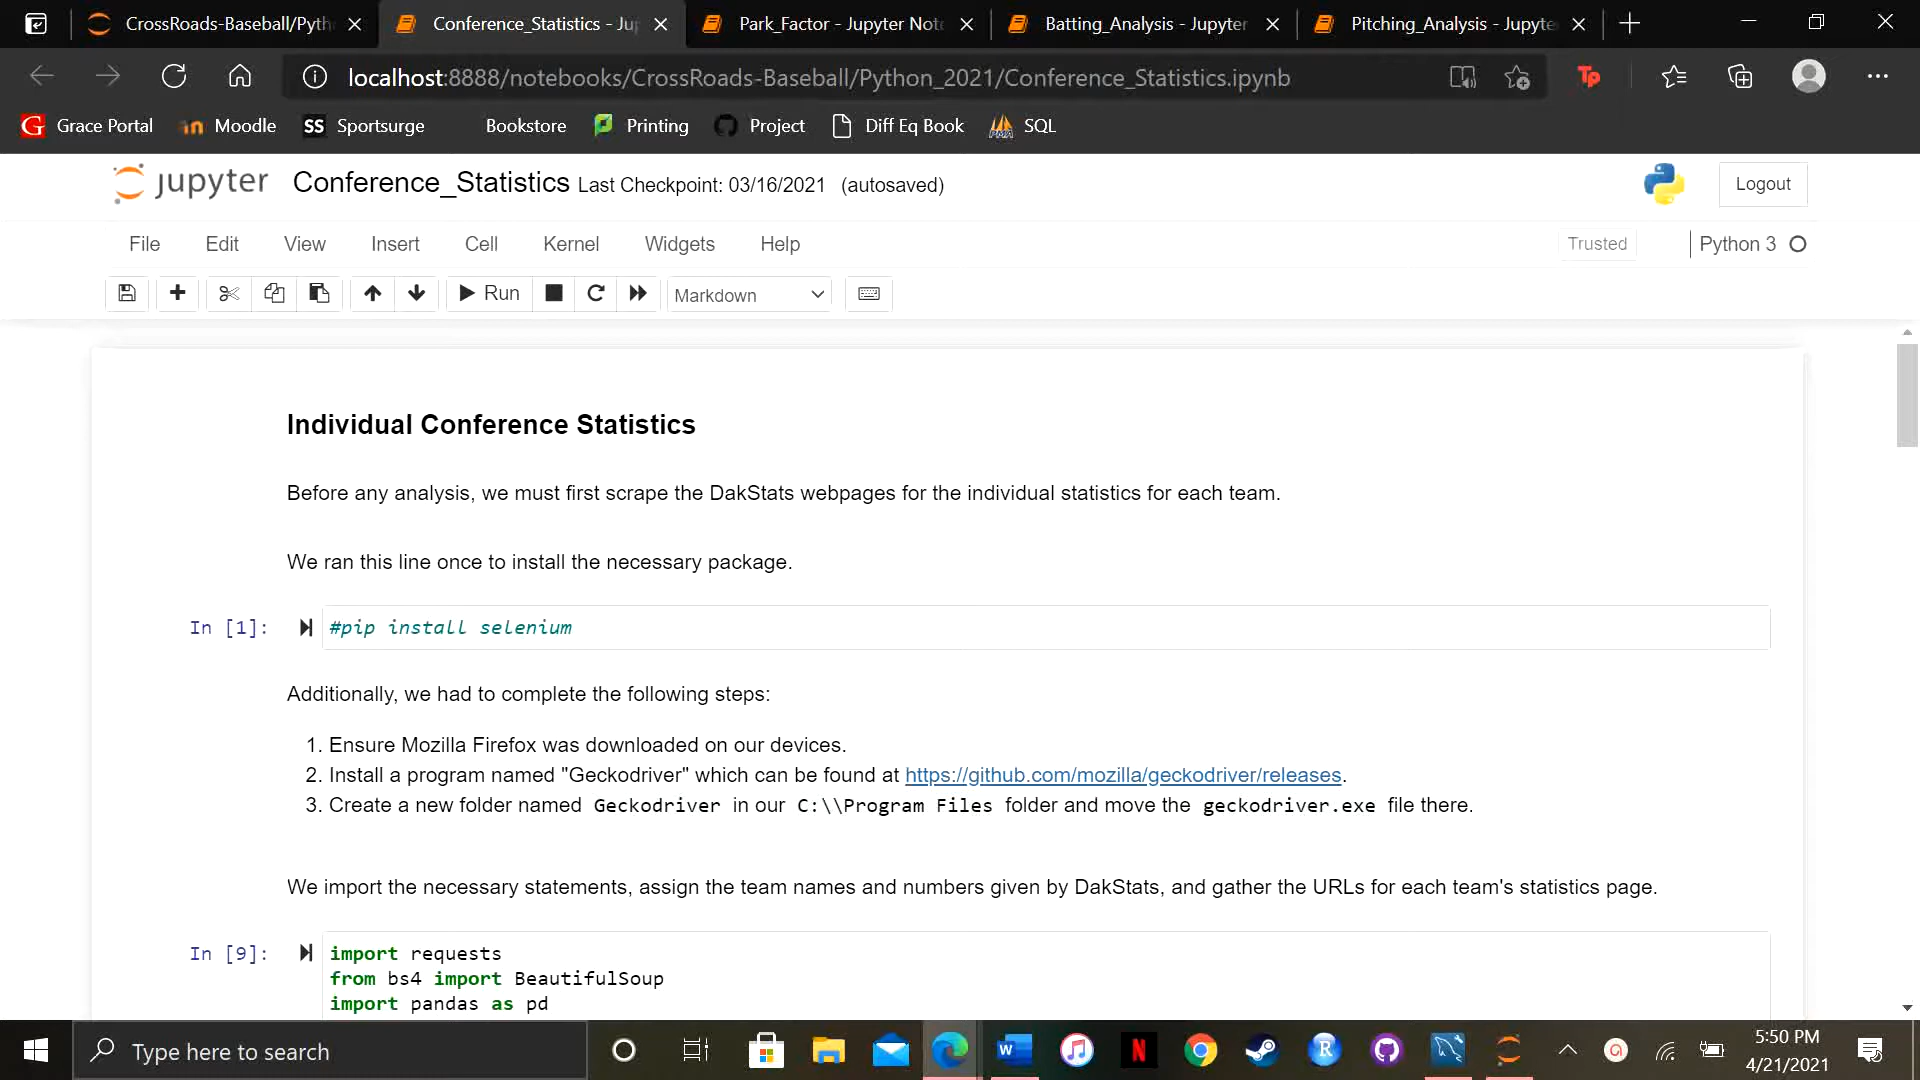 CrossRoads-Baseball/Pyth
Conference_Statistics - Ju
Park_Factor - Jupyter Not
Batting_Analysis - Jupyter
Pitching_Analysis - Jupyte
localhost:8888/notebooks/CrossRoads-Baseball/Python_2021/Conference_Statistics.ipynb
Grace Portal
Moodle
SS Sportsurge
Bookstore
Printing
Project
Diff Eq Book
SQL
jupyter Conference_Statistics Last Checkpoint: 03/16/2021 (autosaved)
Logout
File Edit View Insert Cell Kernel Widgets Help
Trusted
Python 3
Run
Markdown
Individual Conference Statistics
Before any analysis, we must first scrape the DakStats webpages for the individual statistics for each team.
We ran this line once to install the necessary package.
In [1]: #pip install selenium
Additionally, we had to complete the following steps:
1. Ensure Mozilla Firefox was downloaded on our devices.
2. Install a program named "Geckodriver" which can be found at https://github.com/mozilla/geckodriver/releases.
3. Create a new folder named Geckodriver in our C:\\Program Files folder and move the geckodriver.exe file there.
We import the necessary statements, assign the team names and numbers given by DakStats, and gather the URLs for each team's statistics page.
In [9]: import requests
from bs4 import BeautifulSoup
import pandas as pd
Type here to search
5:50 PM
4/21/2021